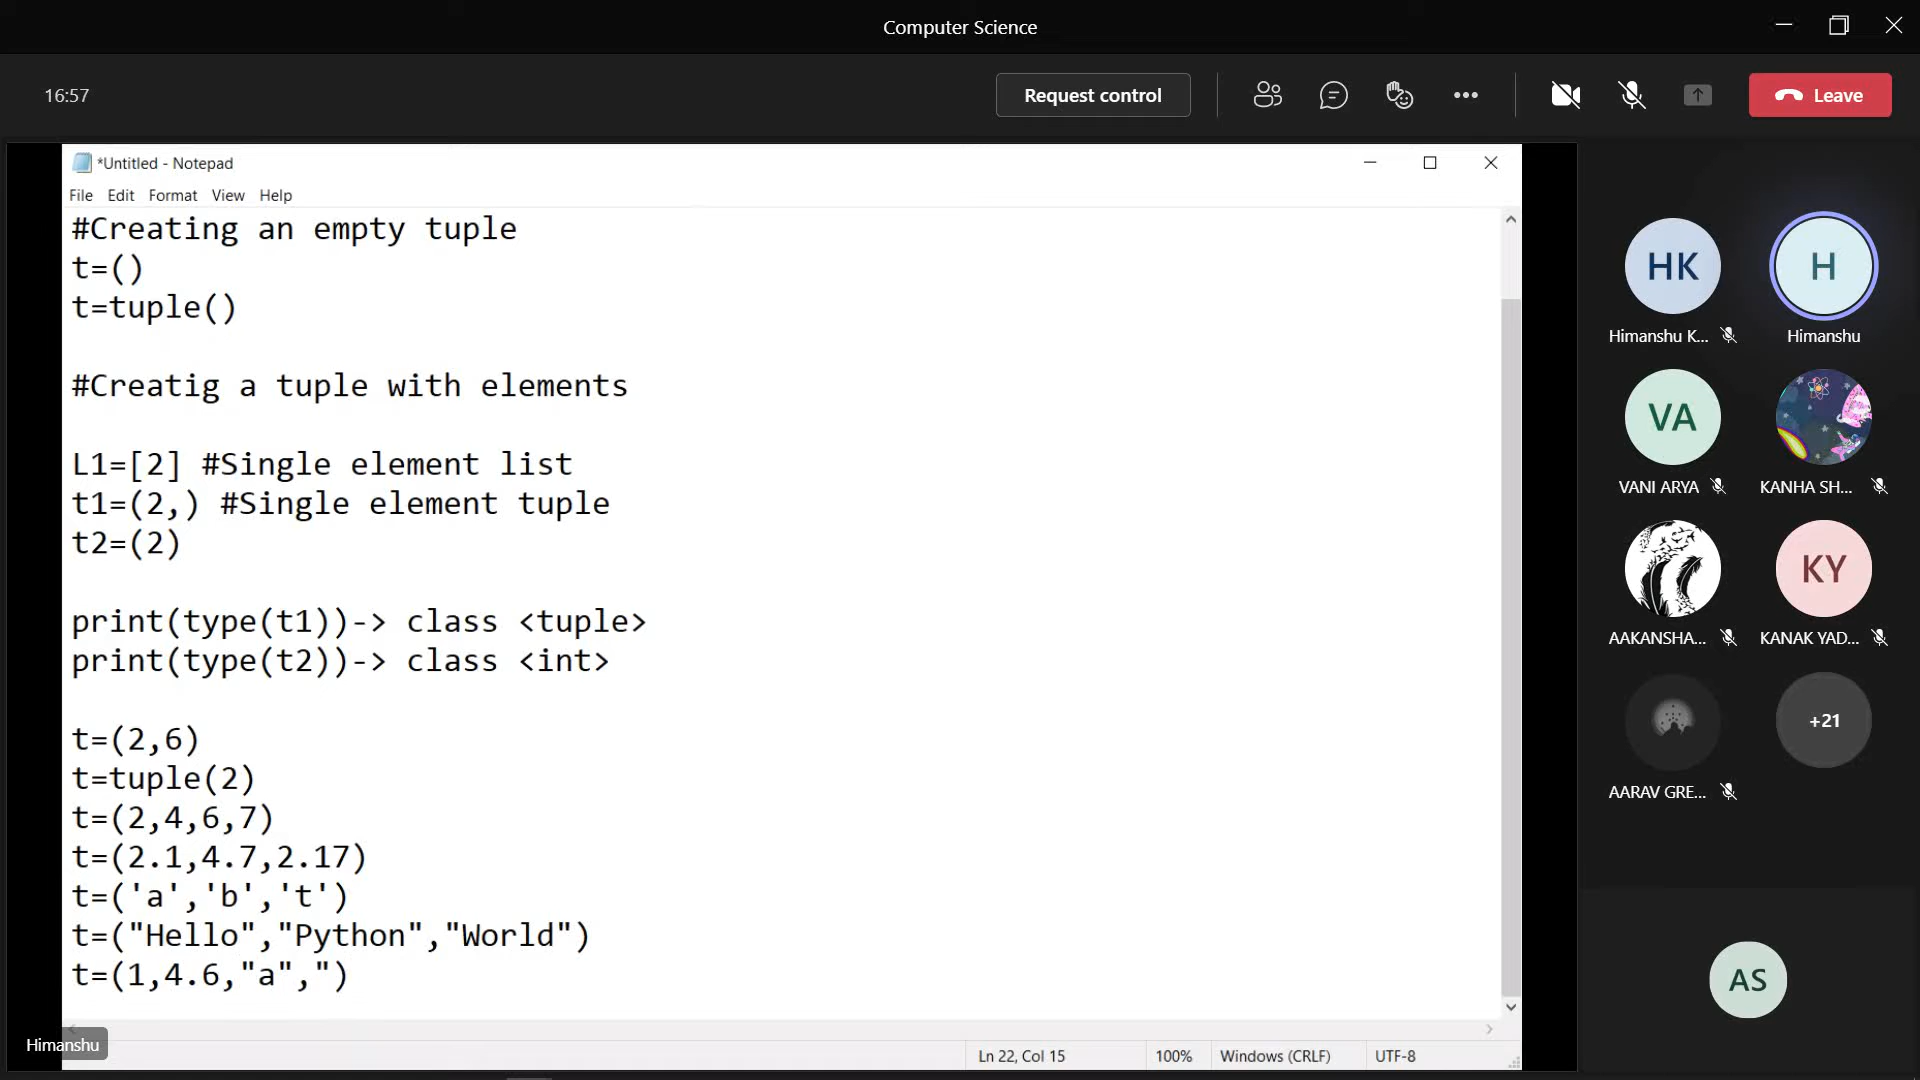 Computer Science
16:57
Request control
Leave
*Untitled - Notepad
File Edit Format View Help
#Creating an empty tuple
t=()
t=tuple()
#Creatig a tuple with elements
L1=[2] #Single element list
t1=(2,) #Single element tuple
t2=(2)
print(type(t1))-> class <tuple>
print(type(t2))-> class <int>
t=(2,6)
t=tuple(2)
t=(2,4,6,7)
t=(2.1,4.7,2.17)
t=('a','b','t')
t=("Hello","Python","World")
t=(1,4.6,"a",")
Himanshu
Ln 22, Col 15
100%
Windows (CRLF)
UTF-8
HK
H
Himanshu K...
Himanshu
VA
VANI ARYA
KANHA SH...
KY
AAKANSHA...
KANAK YAD...
+21
AARAV GRE...
AS